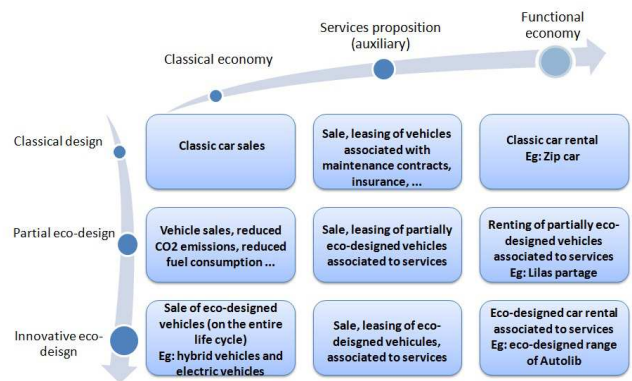 Functional
economy
Services proposition
(auxiliary)
Classical economy
Classical design
Classic car sales
Sale, leasing of vehicles
associated with
maintenance contracts,
insurance, ...
Classic car rental
Eg: Zip car
Partial eco-design
Vehicle sales, reduced
CO2 emissions, reduced
fuel consumption ...
Sale, leasing of partially
eco-designed vehicles
associated to services
Renting of partially eco-
designed vehicles
associated to services
Eg: Lilas partage
Innovative eco-
deisgn
Sale of eco-designed
vehicles (on the entire
life cycle)
Eg: hybrid vehicles and
electric vehicles
Sale, leasing of eco-
deisgned vehicules,
associated to services
Eco-designed car rental
associated to services
Eg: eco-designed range
of Autolib